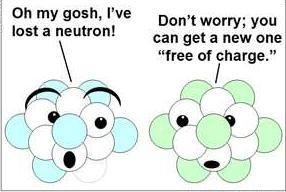 Oh my gosh, I've
lost a neutron!
Don't worry; you
can get a new one
“free of charge.”